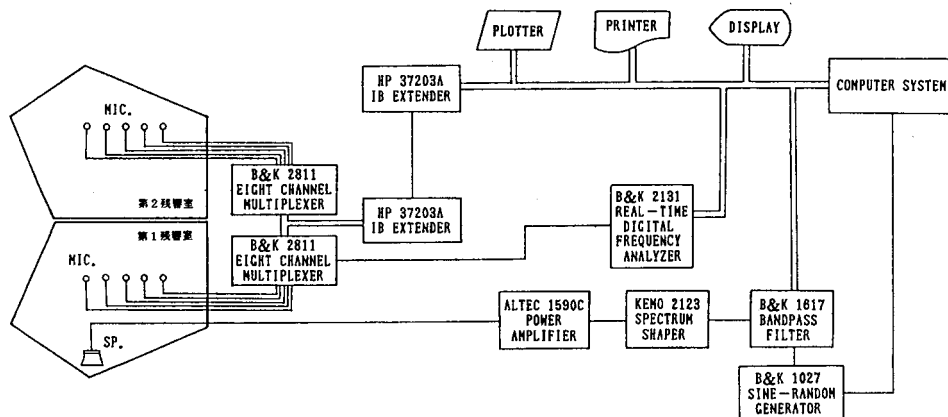 PLOTTER
PRINTER
DISPLAY
HP 37203A
IB EXTENDER
COMPUTER SYSTEM
MIC.
B&K 2811
EIGHT CHANNEL
MULTIPLEXER
第2残響室
HP 37203A
IB EXTENDER
B&K 2131
REAL-TIME
DIGITAL
FREQUENCY
ANALYZER
第1残響室
B&K 2811
EIGHT CHANNEL
MULTIPLEXER
MIC.
ALTEC 1590C
POWER
AMPLIFIER
KEMO 2123
SPECTRUM
SHAPER
B&K 1617
BANDPASS
FILTER
SP.
B&K 1027
SINE-RANDOM
GENERATOR